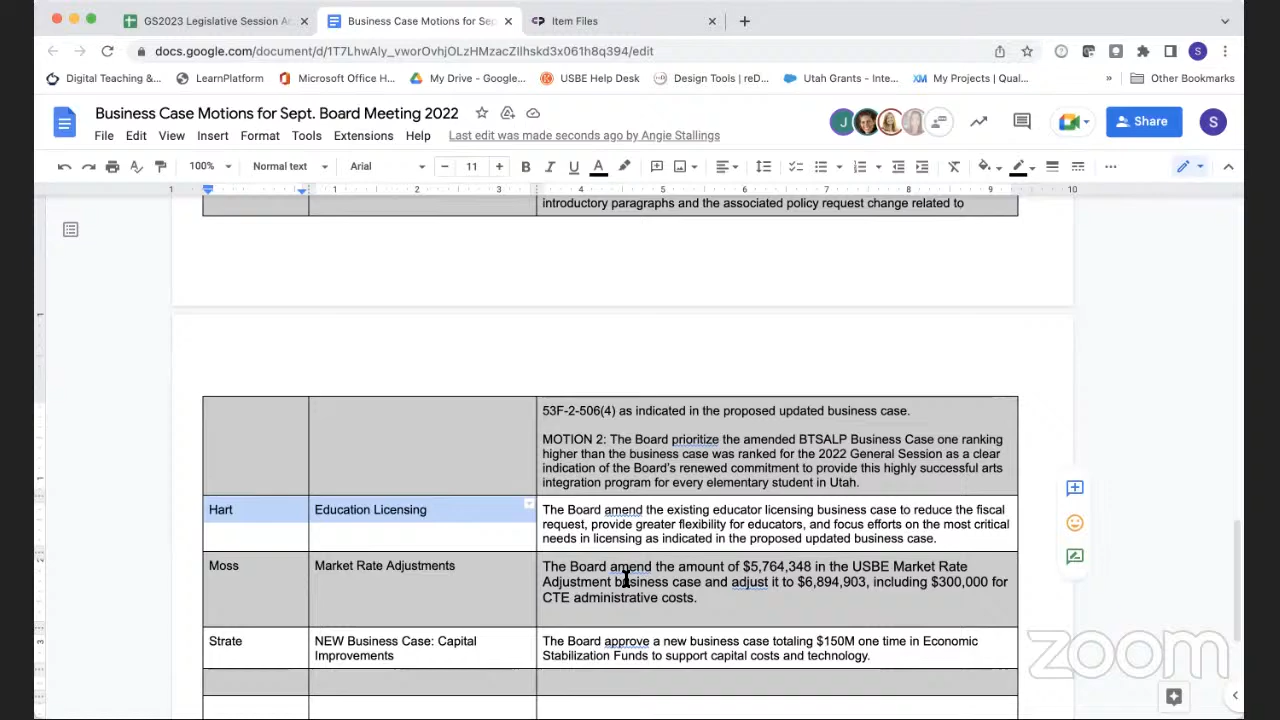 GS2023 Legislative Session A
Business Case Motions for Sep
Item Files
docs.google.com/document/d/1T7LhwAly_vworOvhjOLzHMzacZIlhskd3x061h8q394/edit
S
Digital Teaching &...
LearnPlatform
Microsoft Office H...
My Drive - Google...
USBE Help Desk
Design Tools | reD...
Utah Grants - Inte...
My Projects | Qual...
»
Other Bookmarks
Business Case Motions for Sept. Board Meeting 2022
File Edit View Insert Format Tools Extensions Help
Last edit was made seconds ago by Angie Stallings
J
Share
S
100%
Normal text
Arial
11
B I U A
1 1 2 3 4 5 6 7 8 9 10
introductory paragraphs and the associated policy request change related to
53F-2-506(4) as indicated in the proposed updated business case.
MOTION 2: The Board prioritize the amended BTSALP Business Case one ranking
higher than the business case was ranked for the 2022 General Session as a clear
indication of the Board's renewed commitment to provide this highly successful arts
integration program for every elementary student in Utah.
Hart
Education Licensing
The Board amend the existing educator licensing business case to reduce the fiscal
request, provide greater flexibility for educators, and focus efforts on the most critical
needs in licensing as indicated in the proposed updated business case.
Moss
Market Rate Adjustments
The Board amend the amount of $5,764,348 in the USBE Market Rate
Adjustment business case and adjust it to $6,894,903, including $300,000 for
CTE administrative costs.
Strate
NEW Business Case: Capital
Improvements
The Board approve a new business case totaling $150M one time in Economic
Stabilization Funds to support capital costs and technology.
zoom